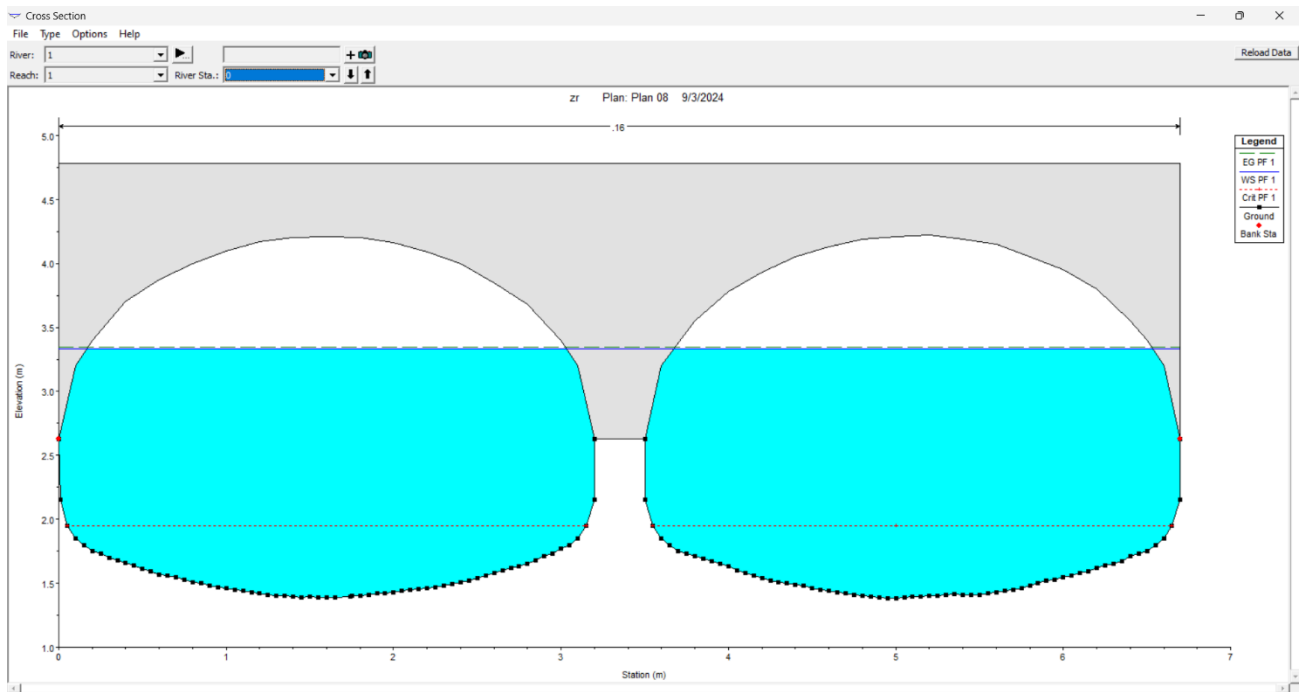 Cross Section
File Type Options Help
River: 1
Reach: 1 River Sta.: 0
Reload Data
zr Plan: Plan 08 9/3/2024
.16
Legend
EG PF 1
WS PF 1
Crit PF 1
Ground
Bank Sta
5.0
4.5
4.0
3.5
3.0
2.5
2.0
1.5
1.0
Elevation (m)
0 1 2 3 4 5 6 7
Station (m)